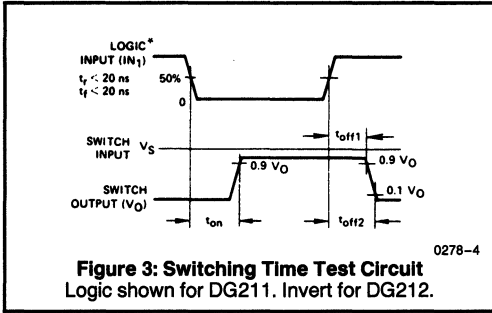 LOGIC*
INPUT (IN1)
tr < 20 ns
tf < 20 ns
50%
0
SWITCH
INPUT
VS
toff1
0.9 VO
0.9 VO
SWITCH
OUTPUT (VO)
0.1 VO
ton
toff2
0278-4
Figure 3: Switching Time Test Circuit
Logic shown for DG211. Invert for DG212.